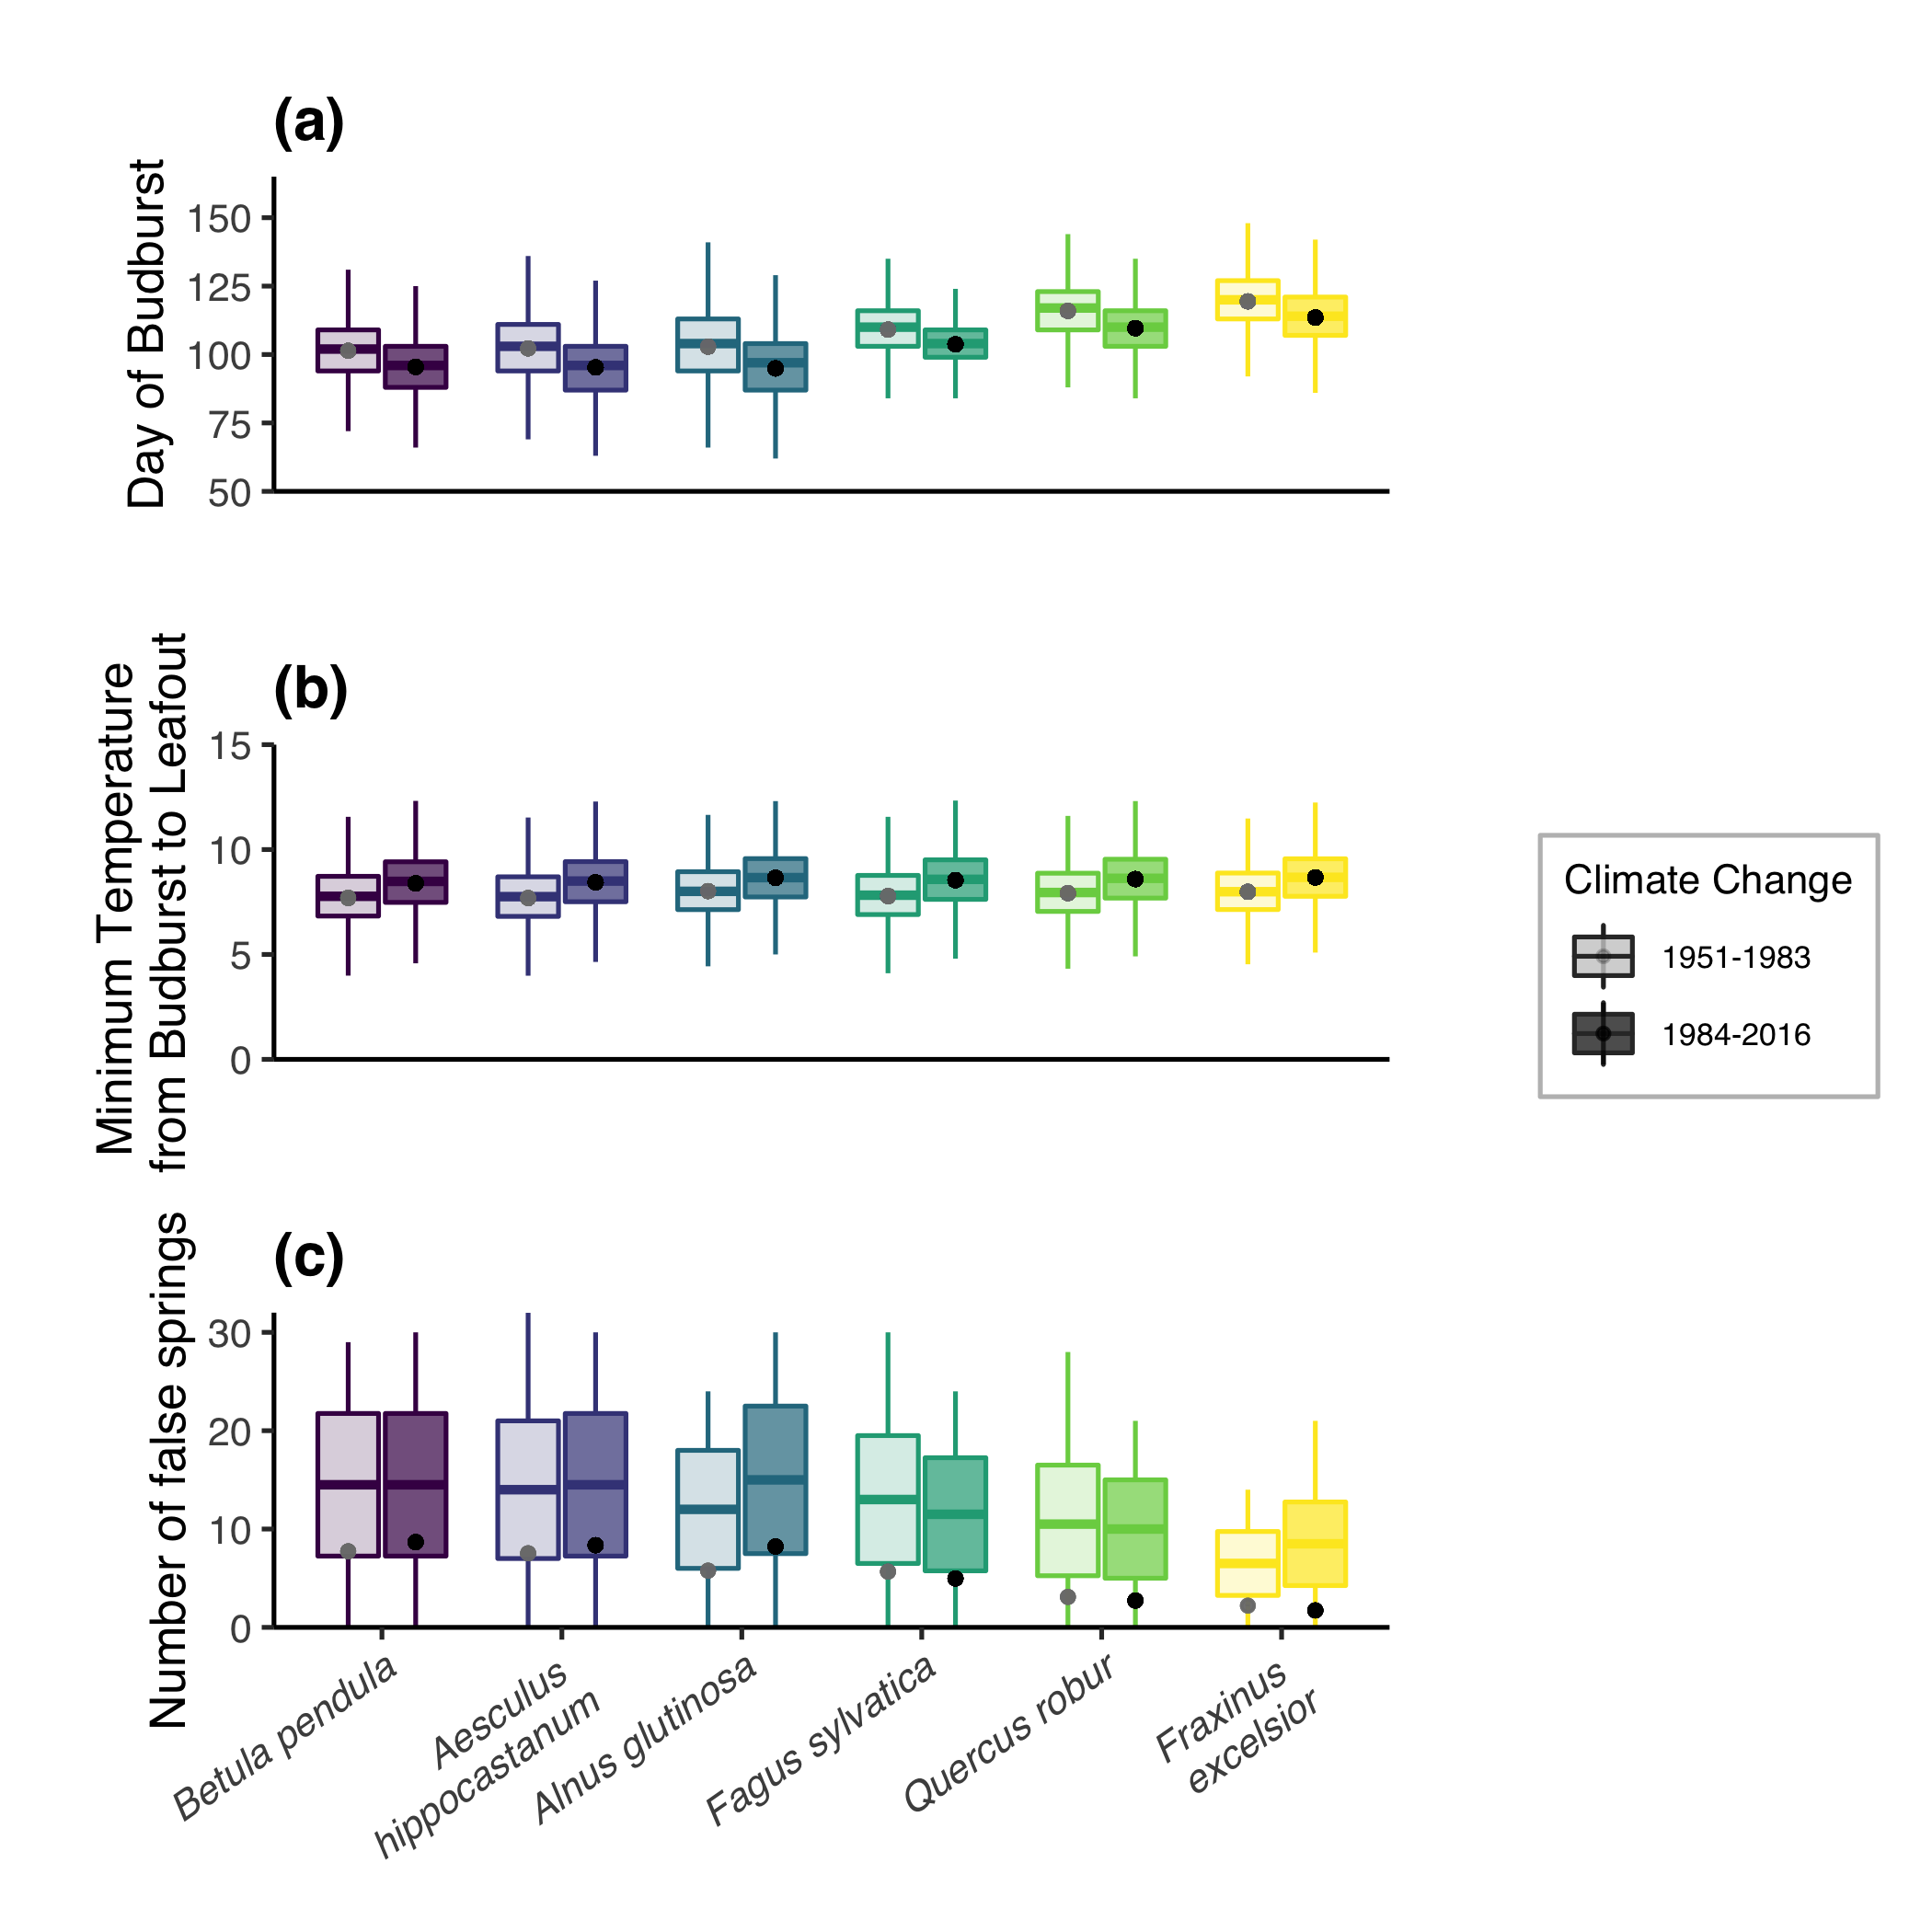 (a)
Day of Budburst
150
125
100
75
50
(b)
Minimum Temperature
from Budburst to Leafout
15
10
5
0
Climate Change
1951-1983
1984-2016
(c)
Number of false springs
30
20
10
0
Betula pendula
Aesculus
hippocastanum
Alnus glutinosa
Fagus sylvatica
Quercus robur
Fraxinus
excelsior